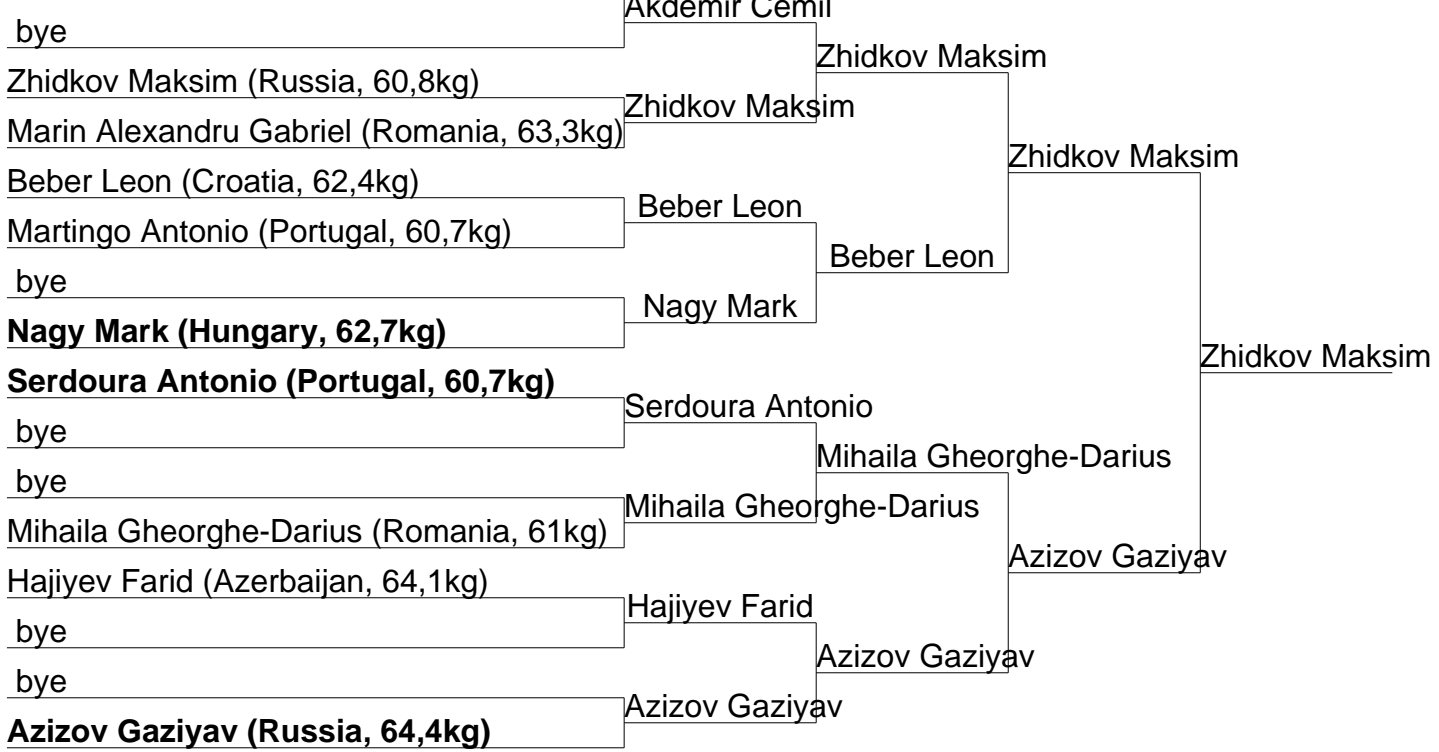 Akdemir Cemil
bye
Zhidkov Maksim
Zhidkov Maksim (Russia, 60,8kg)
Zhidkov Maksim
Marin Alexandru Gabriel (Romania, 63,3kg)
Zhidkov Maksim
Beber Leon (Croatia, 62,4kg)
Beber Leon
Martingo Antonio (Portugal, 60,7kg)
Beber Leon
bye
Nagy Mark
Nagy Mark (Hungary, 62,7kg)
Zhidkov Maksim
Serdoura Antonio (Portugal, 60,7kg)
Serdoura Antonio
bye
Mihaila Gheorghe-Darius
bye
Mihaila Gheorghe-Darius
Mihaila Gheorghe-Darius (Romania, 61kg)
Azizov Gaziyav
Hajiyev Farid (Azerbaijan, 64,1kg)
Hajiyev Farid
bye
Azizov Gaziyav
bye
Azizov Gaziyav
Azizov Gaziyav (Russia, 64,4kg)